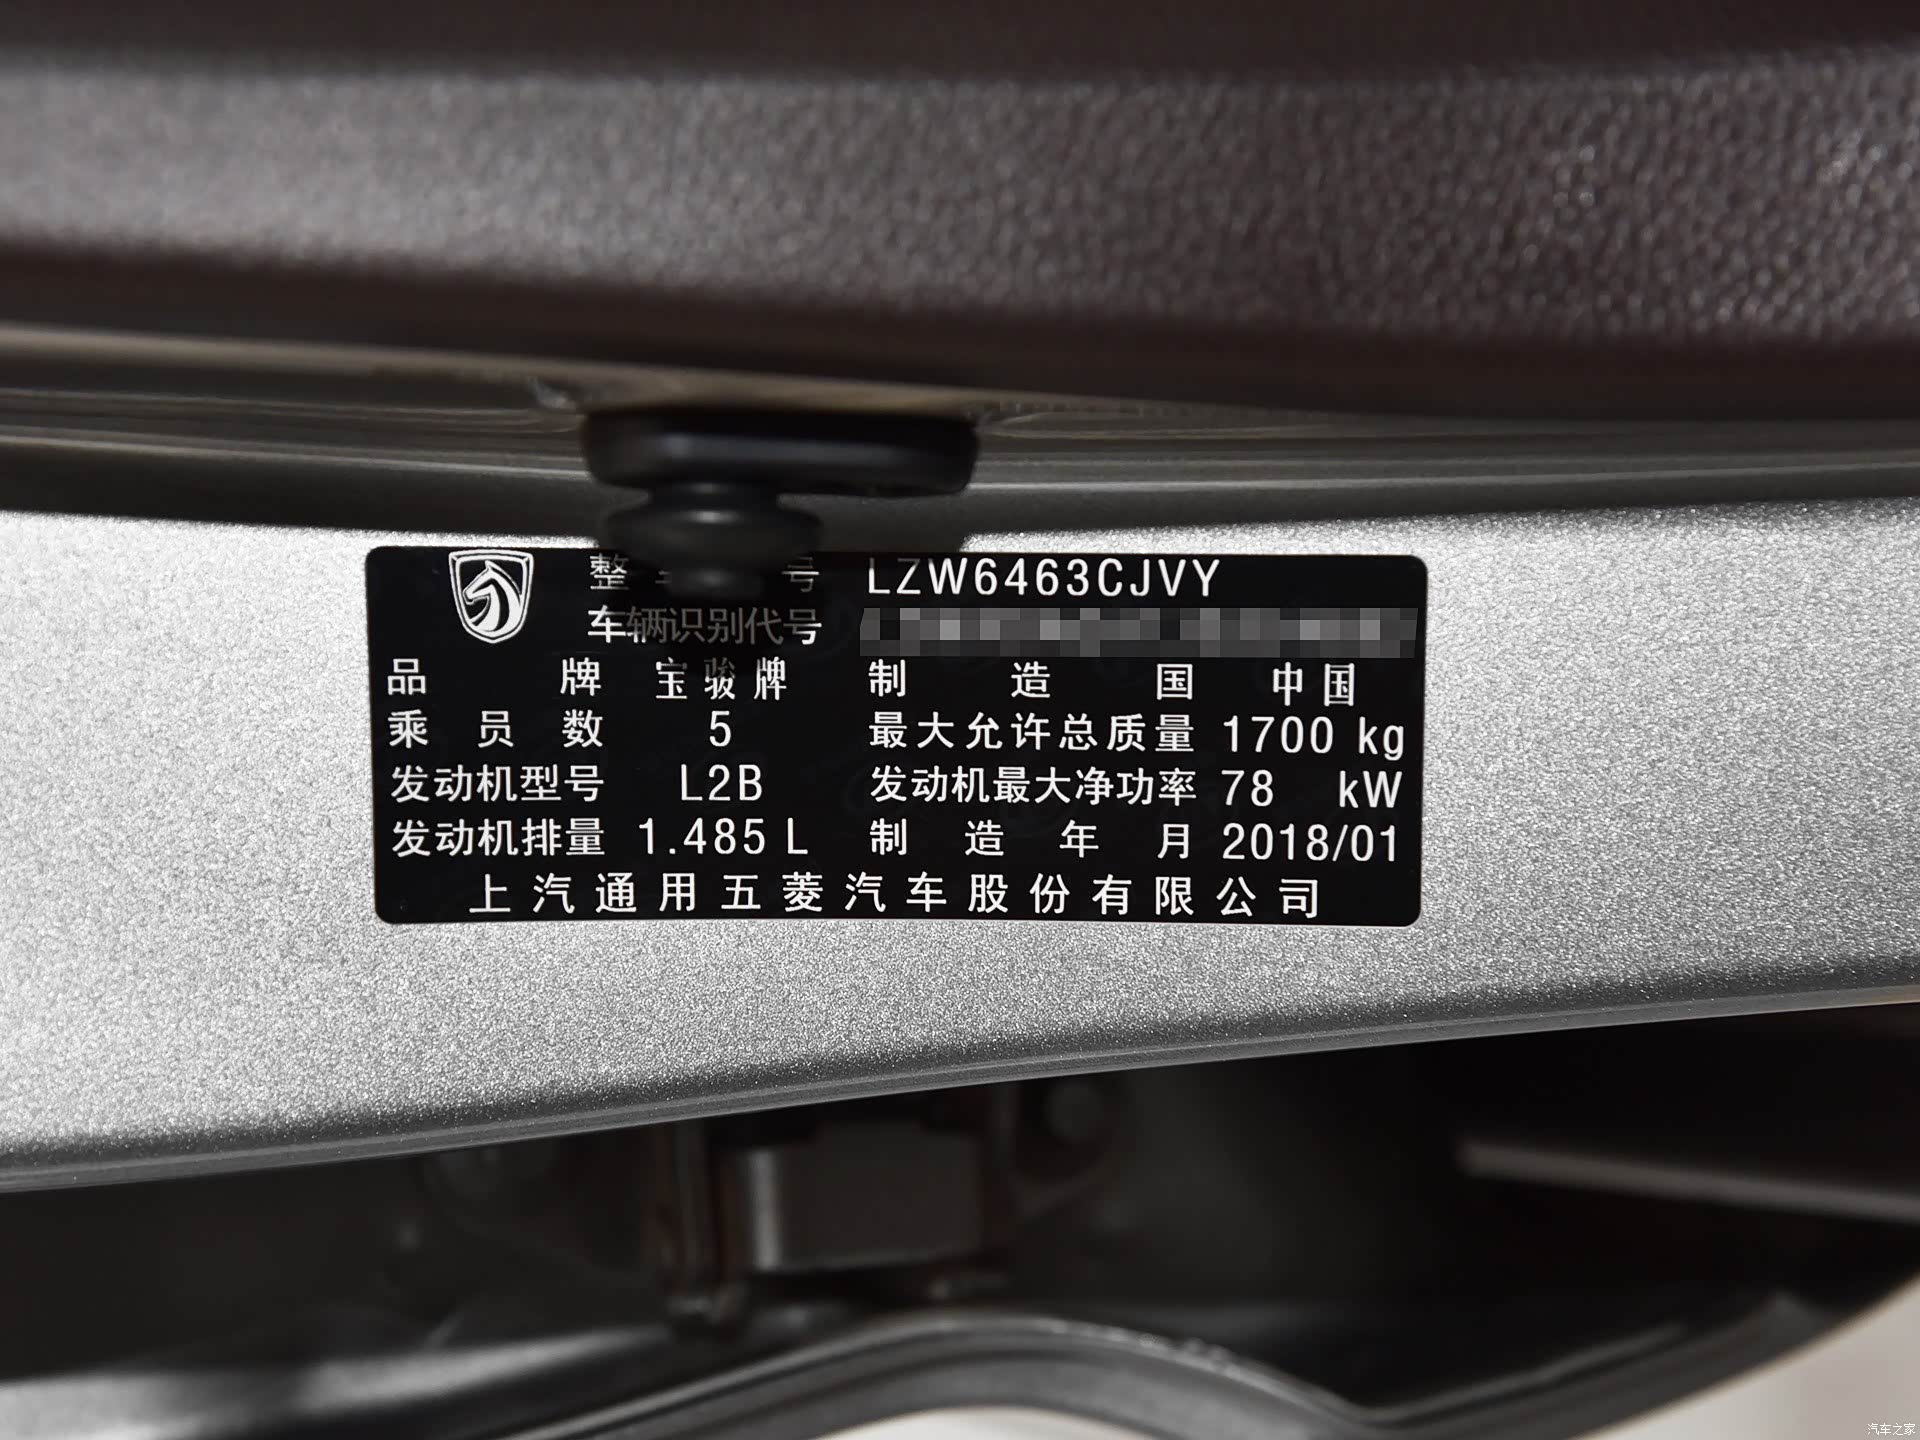 整车 号 LZW6463CJVY
车辆识别代号
品牌 宝骏牌 制造国 中国
乘员数 5 最大允许总质量 1700 kg
发动机型号 L2B 发动机最大净功率 78 kW
发动机排量 1.485 L 制造年月 2018/01
上汽通用五菱汽车股份有限公司
汽车之家